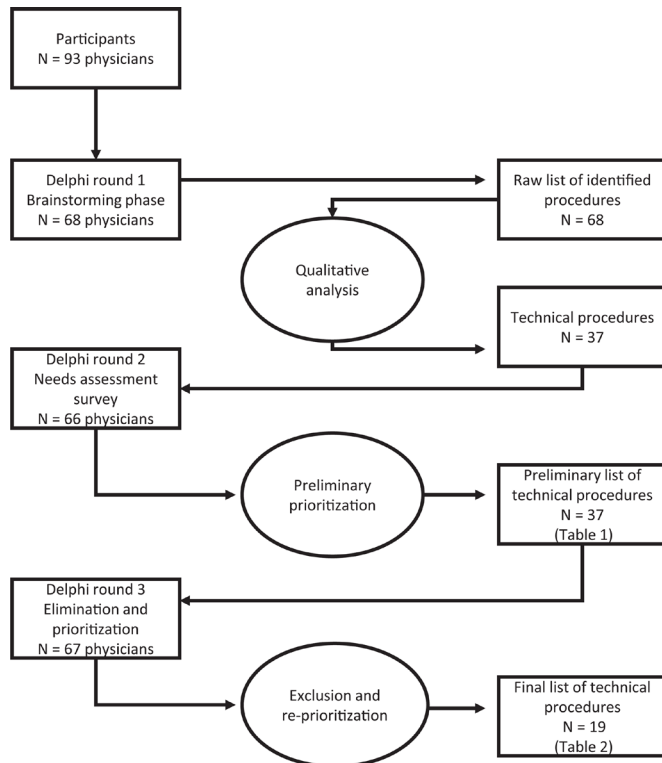 Participants
N = 93 physicians
Delphi round 1
Brainstorming phase
N = 68 physicians
Raw list of identified
procedures
N = 68
Qualitative
analysis
Technical procedures
N = 37
Delphi round 2
Needs assessment
survey
N = 66 physicians
Preliminary
prioritization
Preliminary list of
technical procedures
N = 37
(Table 1)
Delphi round 3
Elimination and
prioritization
N = 67 physicians
Exclusion and
re-prioritization
Final list of technical
procedures
N = 19
(Table 2)